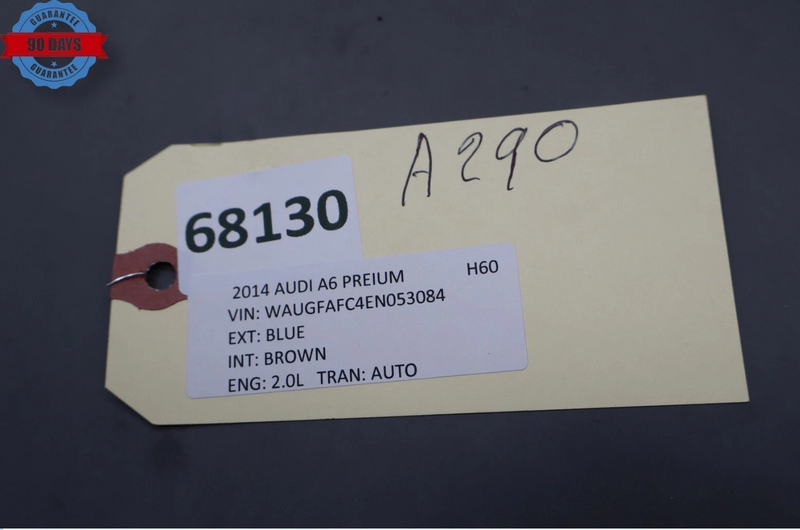 GUARANTEE
90 DAYS
GUARANTEE
A290
68130
2014 AUDI A6 PREIUM H60
VIN: WAUGFAFC4EN053084
EXT: BLUE
INT: BROWN
ENG: 2.0L TRAN: AUTO